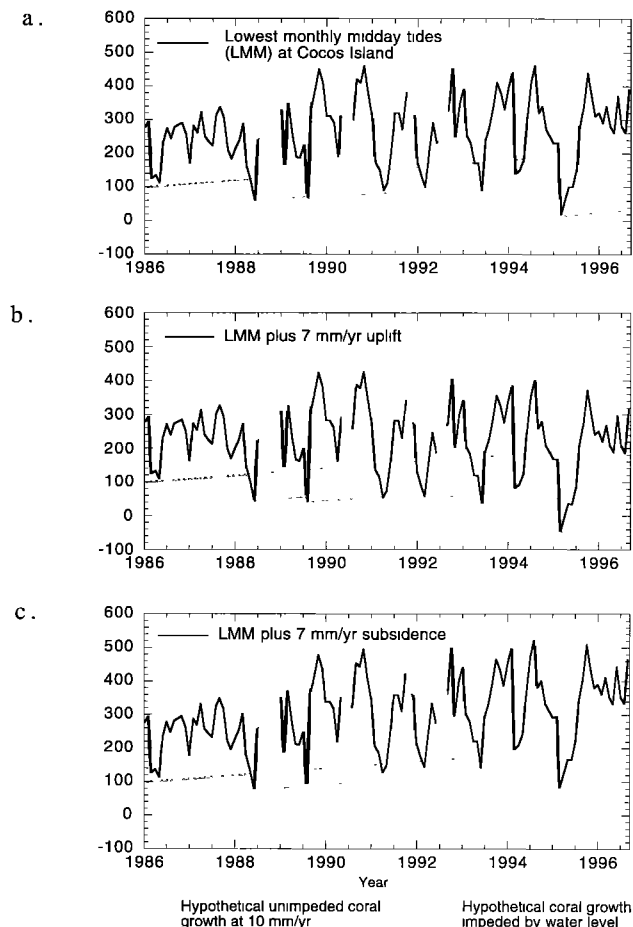 a.
600
500
400
300
200
100
0
-100
Lowest monthly midday tides
(LMM) at Cocos Island
1986 1988 1990 1992 1994 1996
b.
600
500
400
300
200
100
0
-100
LMM plus 7 mm/yr uplift
1986 1988 1990 1992 1994 1996
c.
600
500
400
300
200
100
0
-100
LMM plus 7 mm/yr subsidence
1986 1988 1990 1992 1994 1996
Year
Hypothetical unimpeded coral
growth at 10 mm/yr
Hypothetical coral growth
impeded by water level